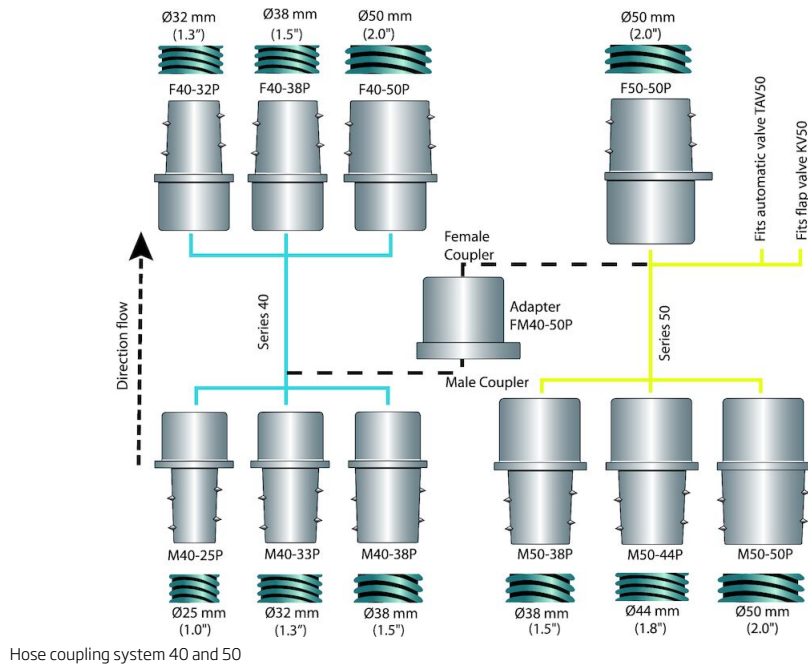 Ø32 mm
(1.3”)
Ø38 mm
(1.5")
Ø50 mm
(2.0")
Ø50 mm
(2.0")
F40-32P
F40-38P
F40-50P
F50-50P
Fits automatic valve TAV50
Fits flap valve KV50
Direction flow
Series 40
Female
Coupler
Adapter
FM40-50P
Male Coupler
Series 50
M40-25P
M40-33P
M40-38P
M50-38P
M50-44P
M50-50P
Ø25 mm
(1.0")
Ø32 mm
(1.3")
Ø38 mm
(1.5")
Ø38 mm
(1.5")
Ø44 mm
(1.8")
Ø50 mm
(2.0")
Hose coupling system 40 and 50